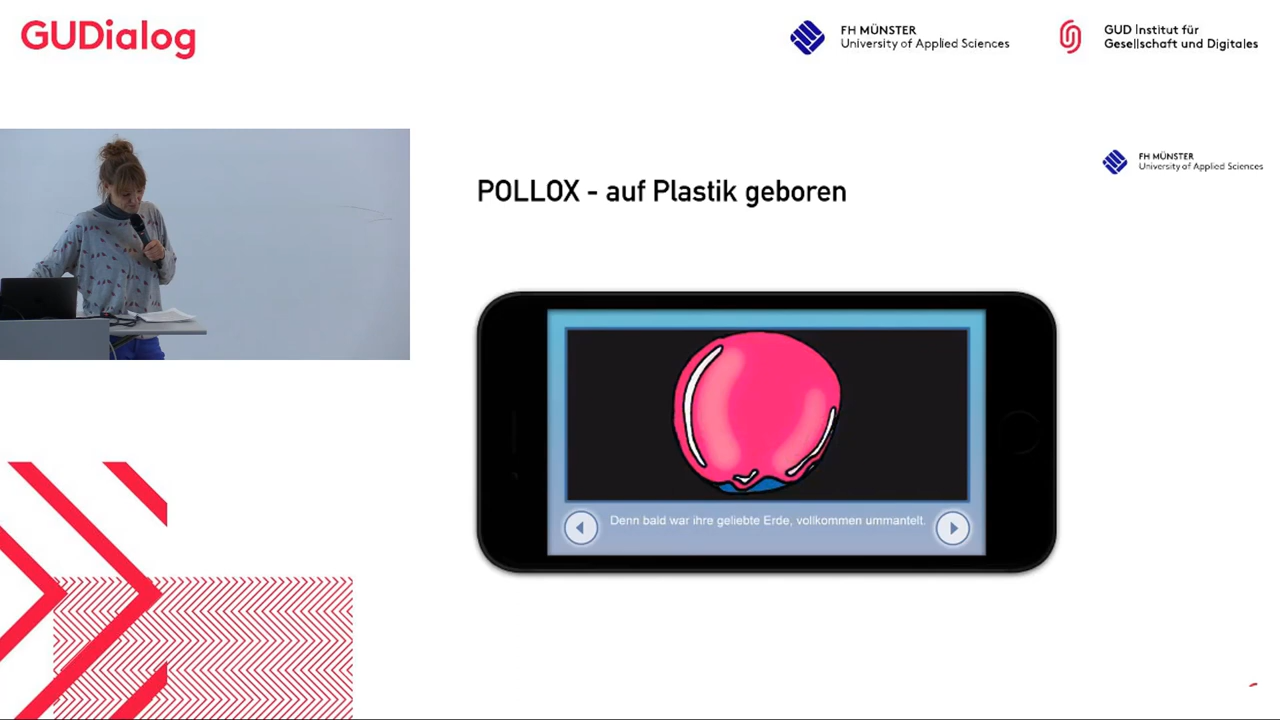 GUDialog
FH MÜNSTER
University of Applied Sciences
GUD Institut für
Gesellschaft und Digitales
FH MÜNSTER
University of Applied Sciences
POLLOX - auf Plastik geboren
Denn bald war ihre geliebte Erde, vollkommen ummantelt.